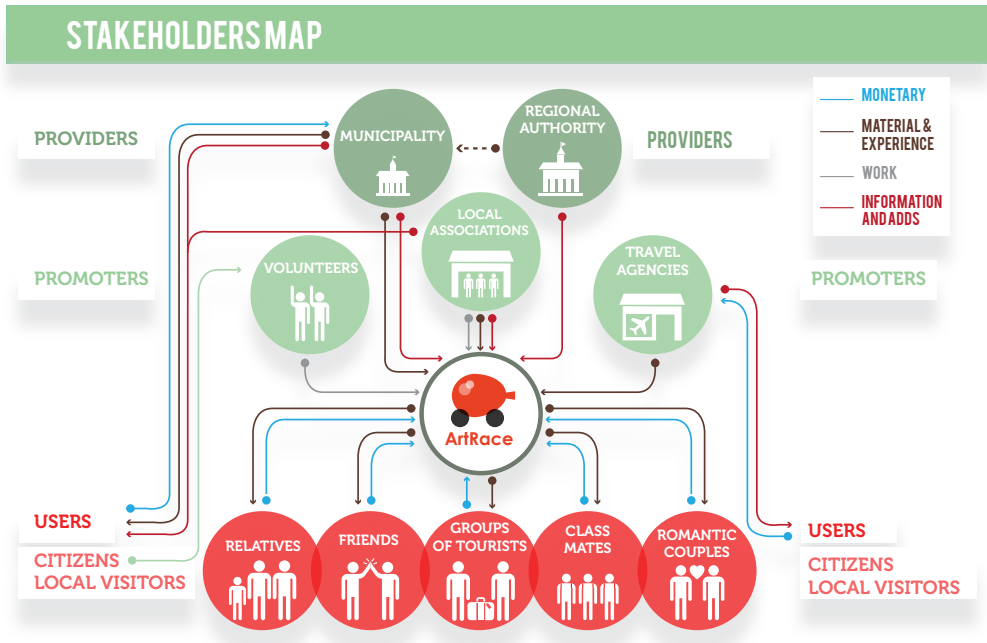 STAKEHOLDERS MAP
PROVIDERS
MUNICIPALITY
REGIONAL
AUTHORITY
PROVIDERS
MONETARY
MATERIAL &
EXPERIENCE
WORK
INFORMATION
AND ADDS
LOCAL
ASSOCIATIONS
PROMOTERS
VOLUNTEERS
TRAVEL
AGENCIES
PROMOTERS
ArtRace
USERS
CITIZENS
LOCAL VISITORS
RELATIVES
FRIENDS
GROUPS
OF TOURISTS
CLASS
MATES
ROMANTIC
COUPLES
USERS
CITIZENS
LOCAL VISITORS